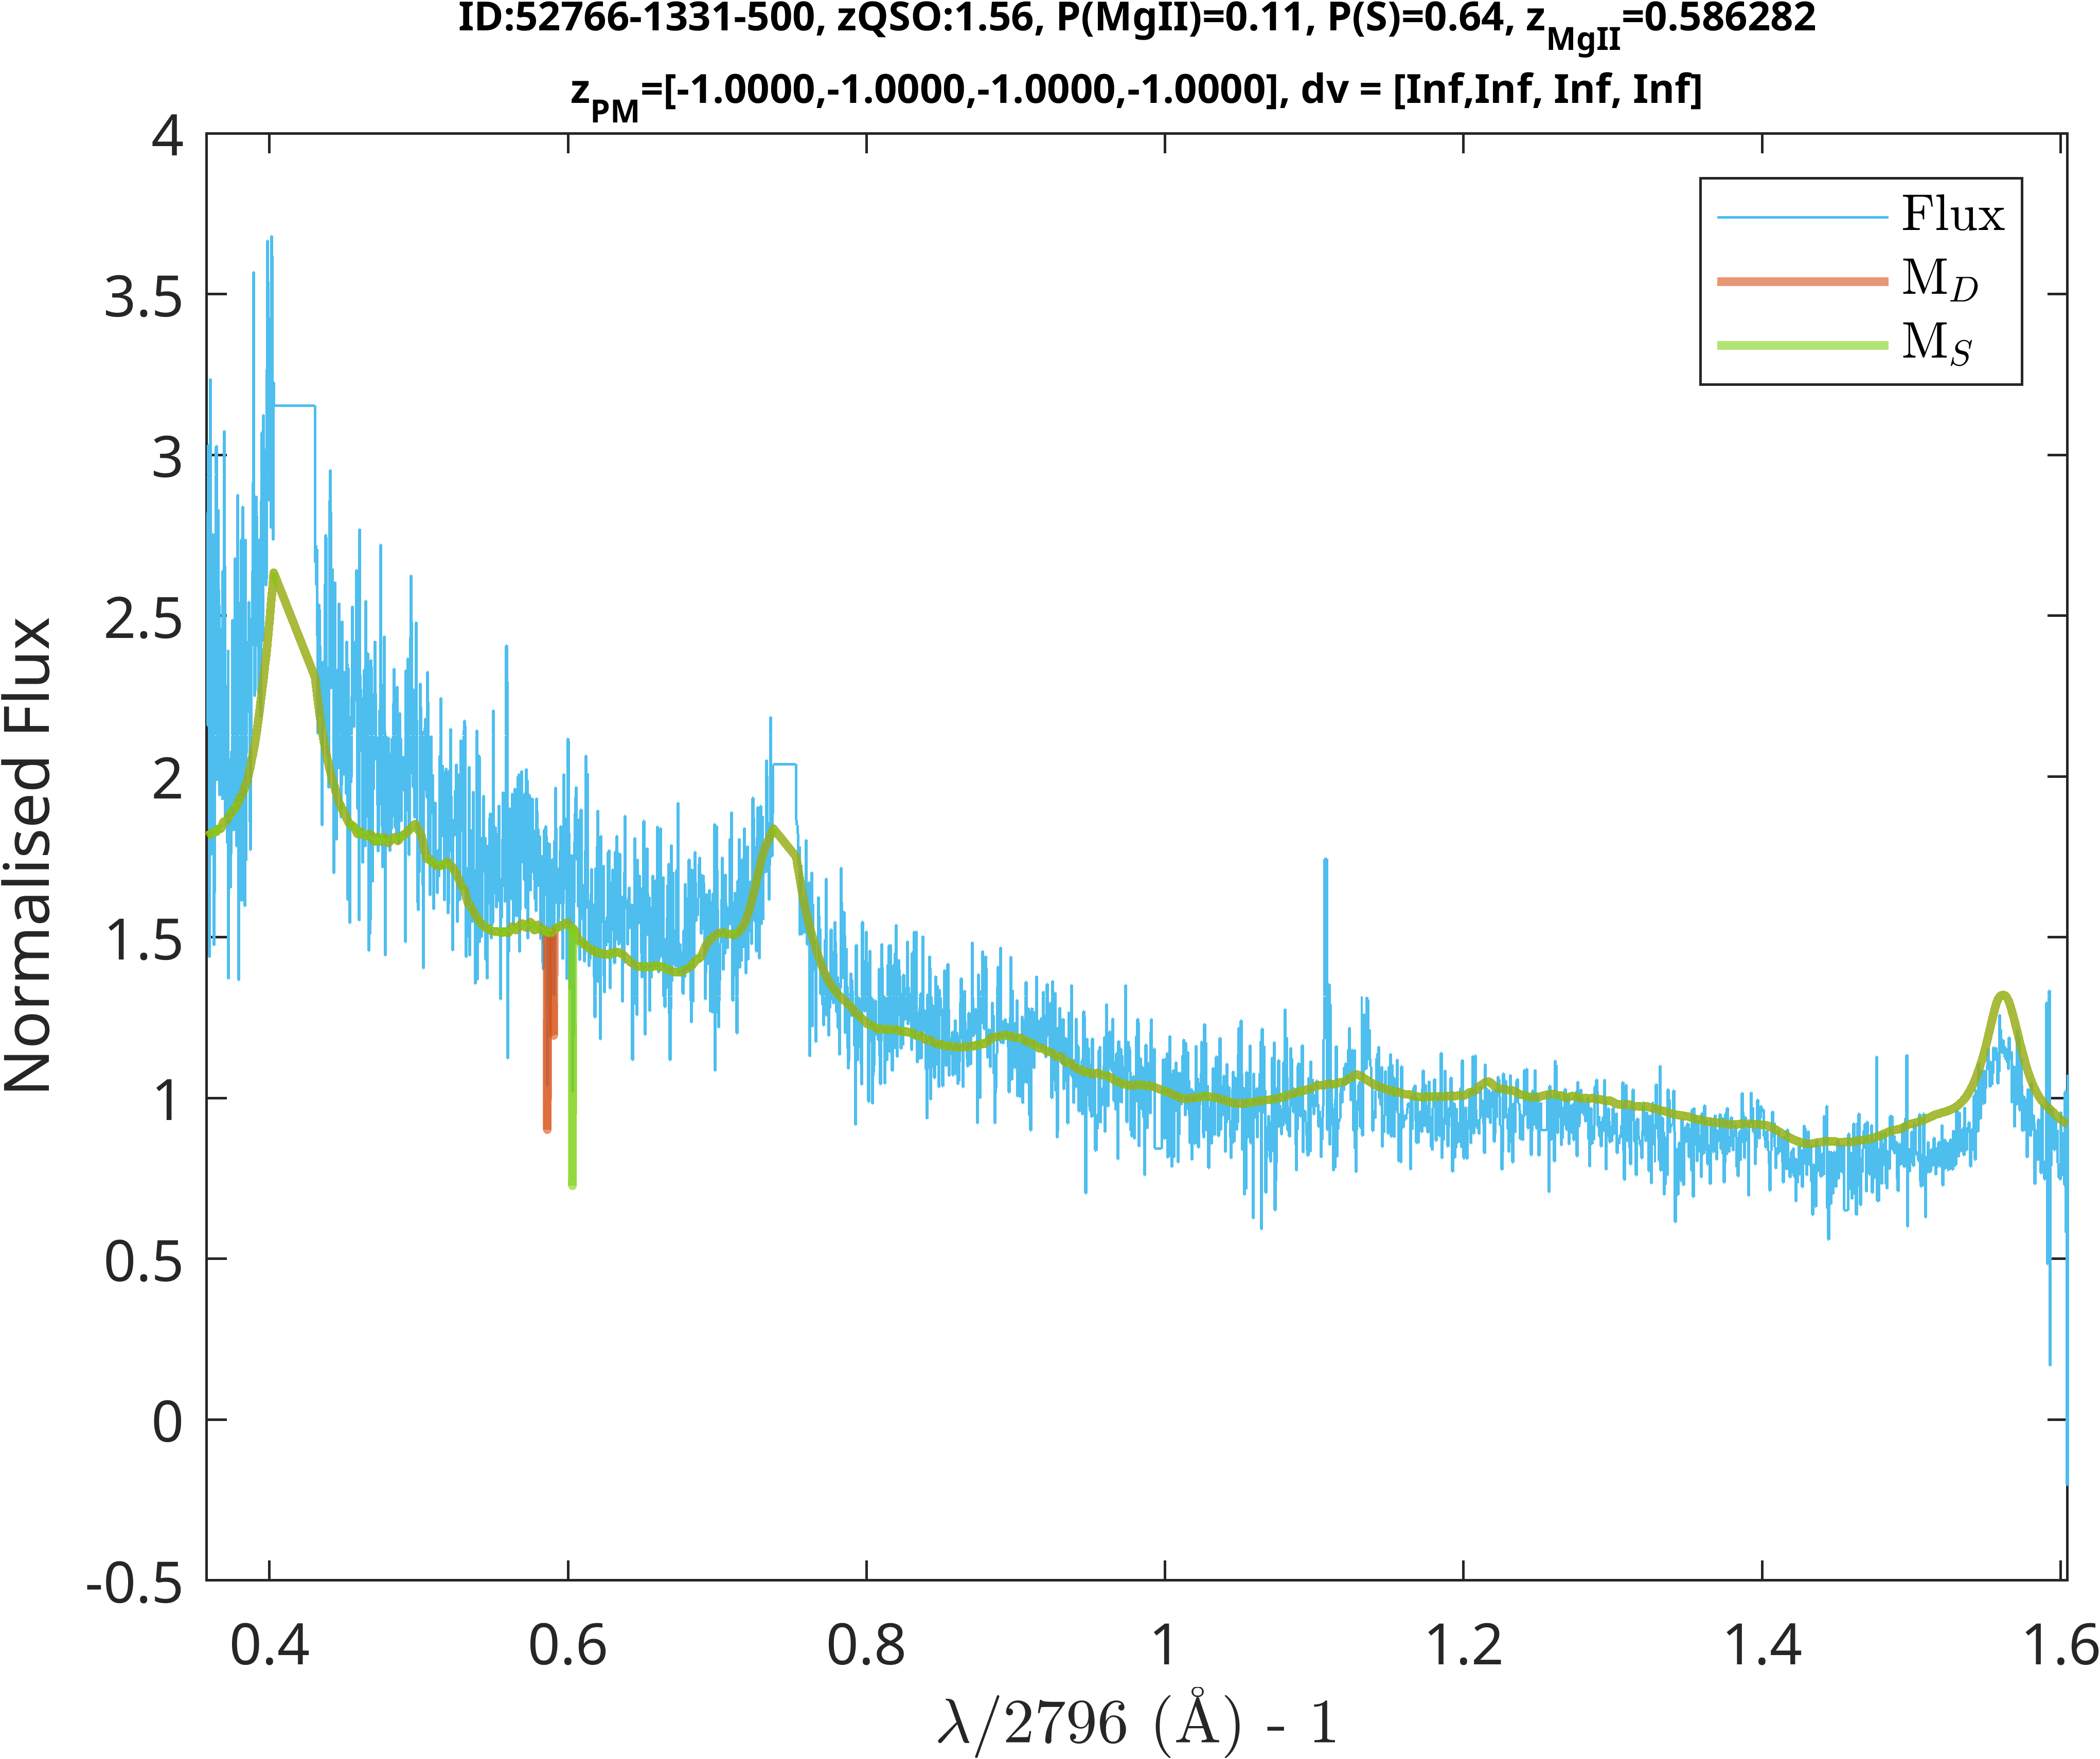 ID:52766-1331-500, zQSO:1.56, P(MgII)=0.11, P(S)=0.64, zMgII=0.586282
zPM=[-1.0000,-1.0000,-1.0000,-1.0000], dv = [Inf,Inf, Inf, Inf]
4
3.5
3
2.5
2
1.5
1
0.5
0
-0.5
Normalised Flux
Flux
MD
MS
0.4 0.6 0.8 1 1.2 1.4 1.6
λ/2796 (Å) - 1